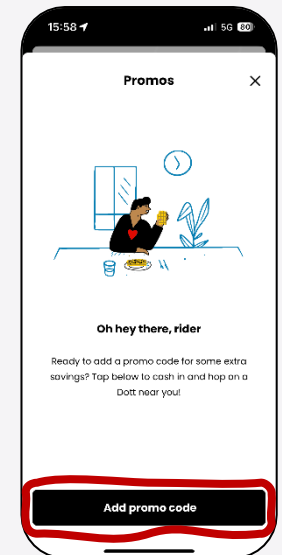 15:58
5G 80
Promos
Oh hey there, rider
Ready to add a promo code for some extra
savings? Tap below to cash in and hop on a
Dott near you!
Add promo code